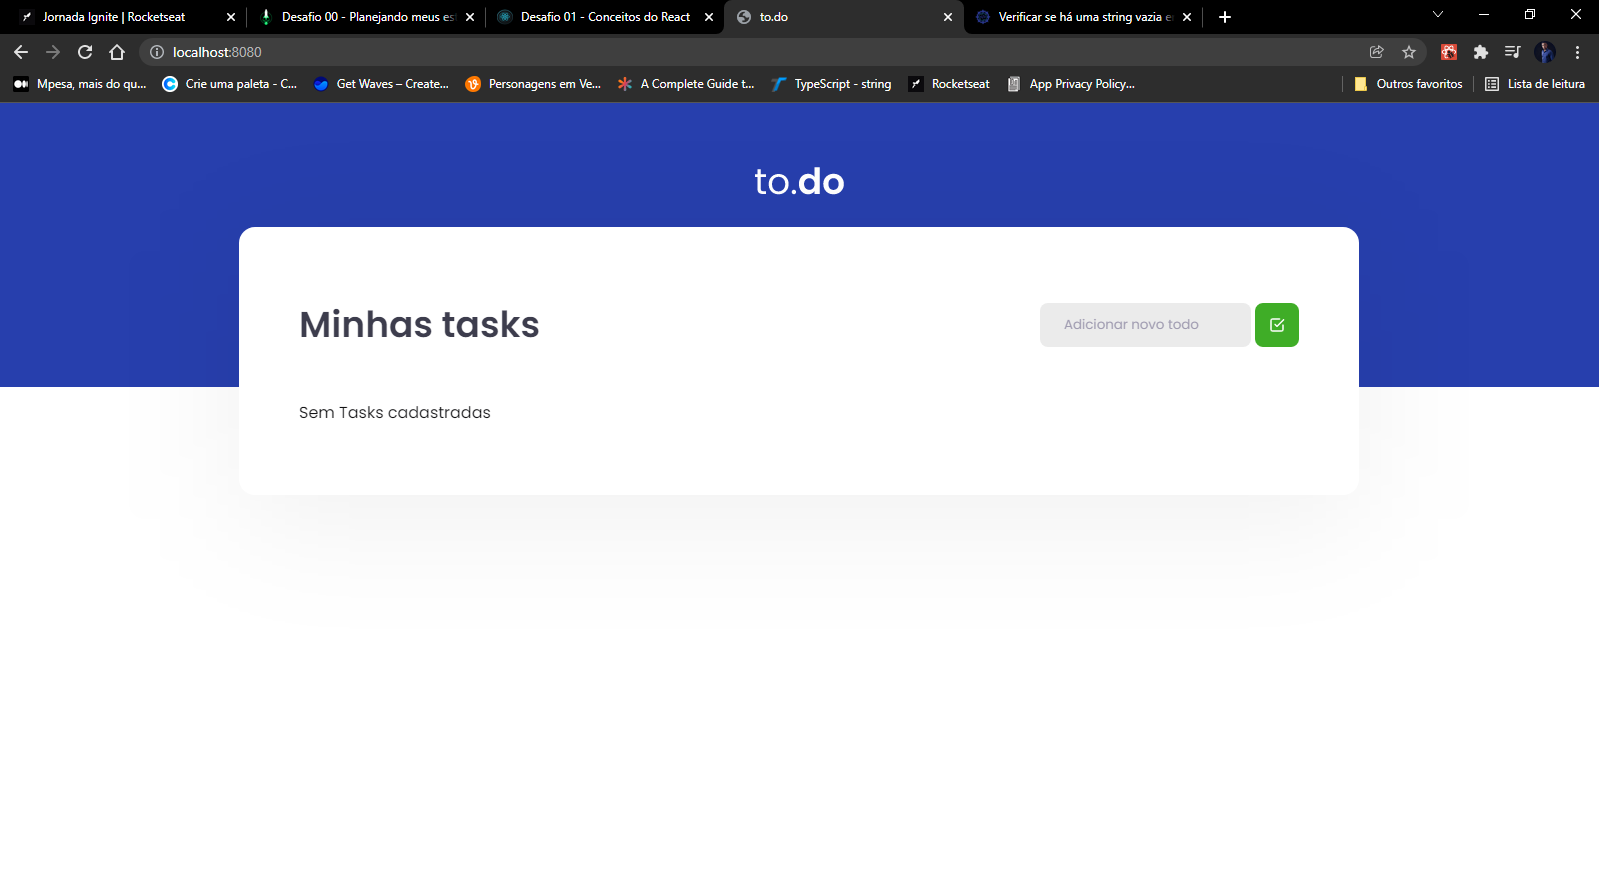 Jornada Ignite | Rocketseat
Desafio 00 - Planejando meus es
Desafio 01 - Conceitos do React
to.do
Verificar se há uma string vazia e
localhost:8080
Mpesa, mais do qu...
Crie uma paleta - C...
Get Waves – Create...
Personagens em Ve...
A Complete Guide t...
TypeScript - string
Rocketseat
App Privacy Policy...
Outros favoritos
Lista de leitura
to.do
Minhas tasks
Adicionar novo todo
Sem Tasks cadastradas